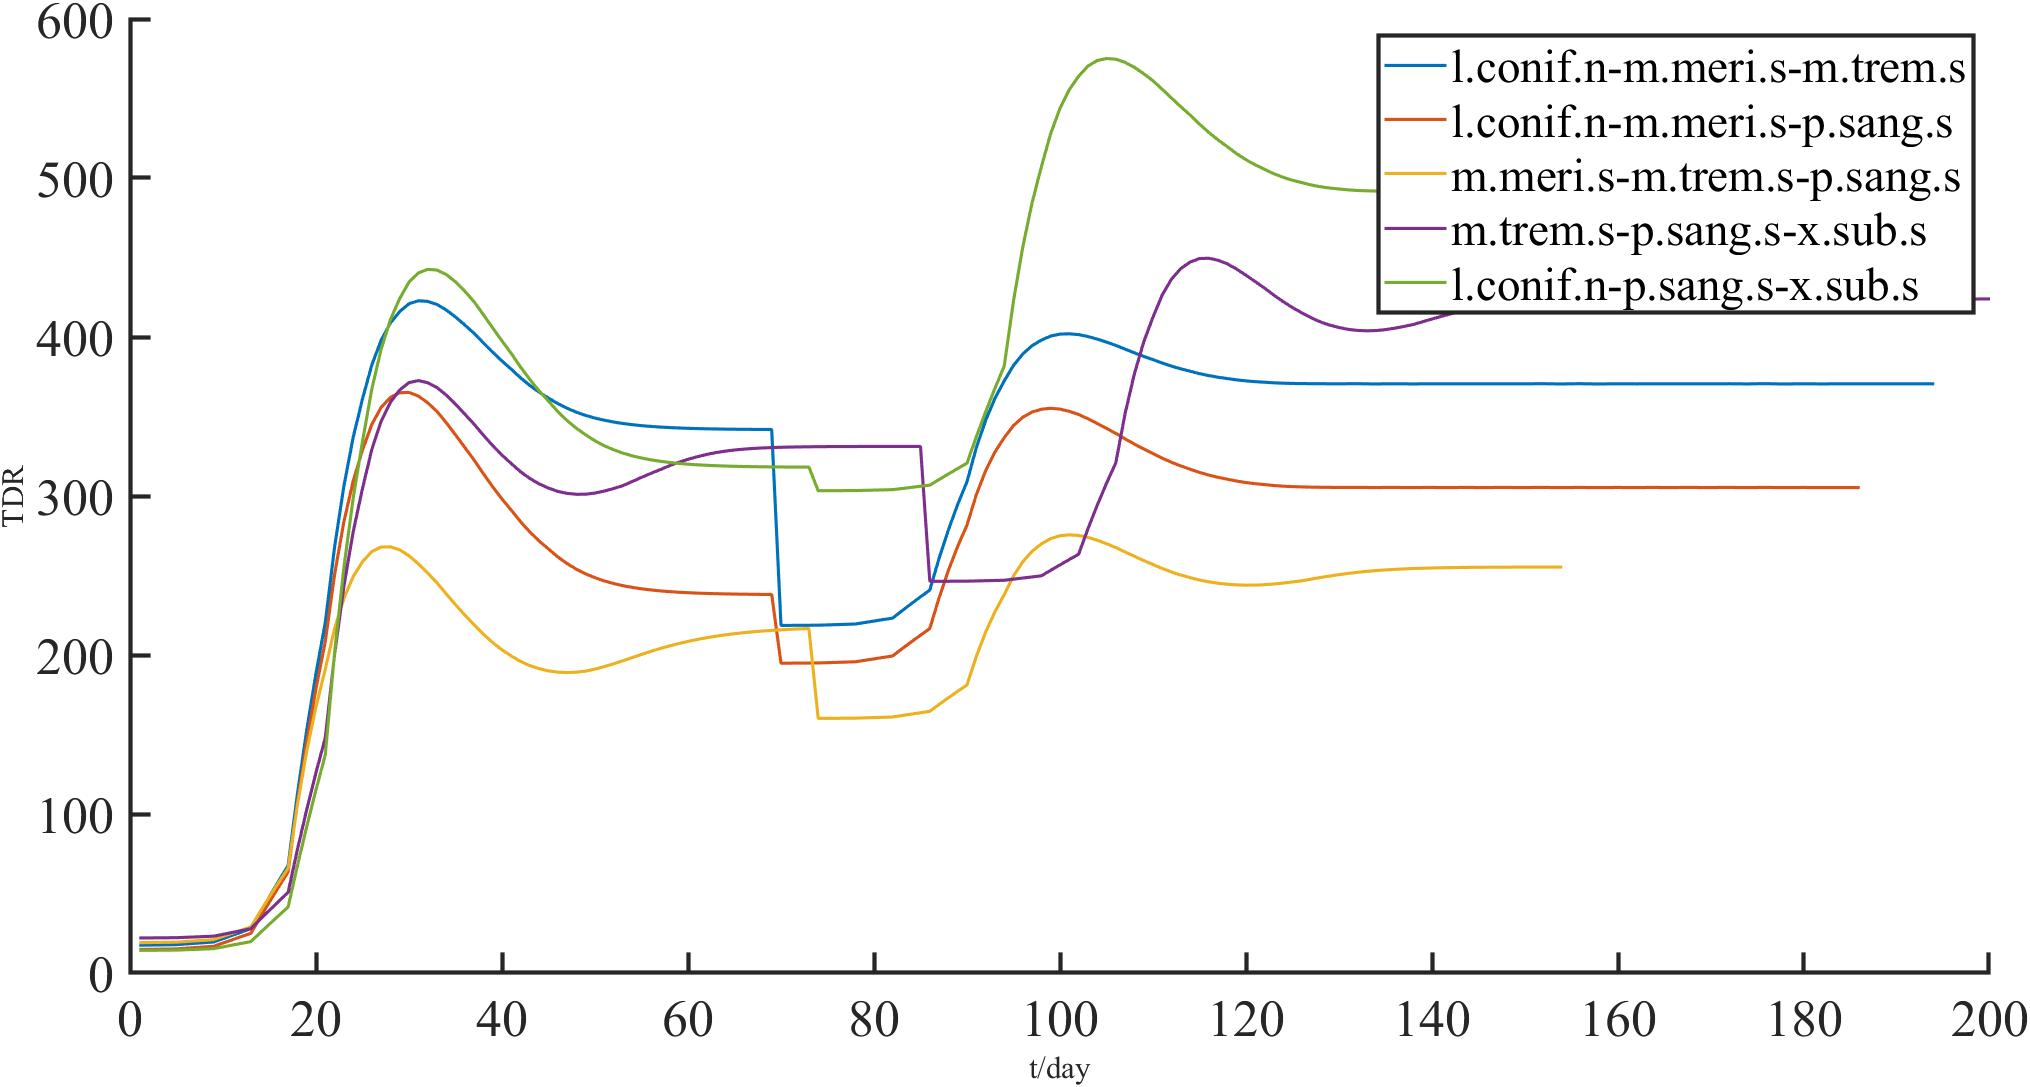 600
500
400
300
200
100
0
TDR
l.conif.n-m.meri.s-m.trem.s
l.conif.n-m.meri.s-p.sang.s
m.meri.s-m.trem.s-p.sang.s
m.trem.s-p.sang.s-x.sub.s
l.conif.n-p.sang.s-x.sub.s
0 20 40 60 80 100 120 140 160 180 200
t/day